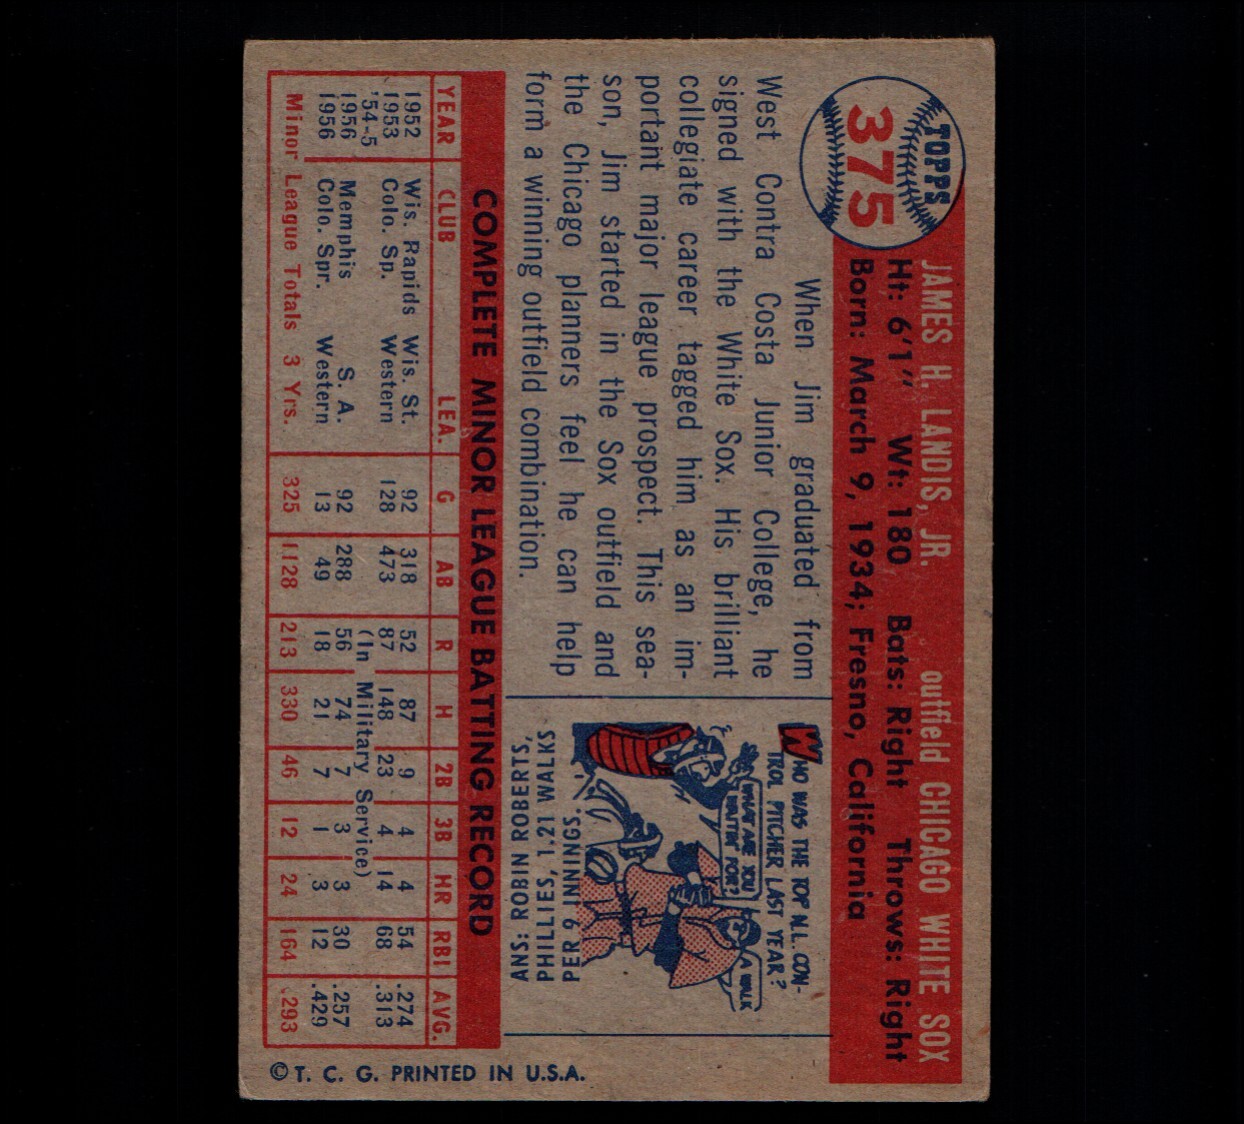 TOPPS
375
JAMES H. LANDIS, JR. outfield CHICAGO WHITE SOX
Ht: 6'1" Wt: 180 Bats: Right Throws: Right
Born: March 9, 1934; Fresno, California
When Jim graduated from
West Contra Costa Junior College, he
signed with the White Sox. His brilliant
collegiate career tagged him as an im-
portant major league prospect. This sea-
son, Jim started in the Sox outfield and
the Chicago planners feel he can help
form a winning outfield combination.
WHO WAS THE TOP N.L. CON-
TROL PITCHER LAST YEAR?
WHAT ARE YOU
WAITIN' FOR?
A WALK
ANS: ROBIN ROBERTS,
PHILLIES, 1.21 WALKS
PER 9 INNINGS.
COMPLETE MINOR LEAGUE BATTING RECORD
YEAR CLUB LEA. G AB R H 2B 3B HR RBI AVG.
1952 Wis. Rapids Wis. St. 92 318 52 87 9 4 4 54 .274
1953 Colo. Sp. Western 128 473 87 148 23 4 14 68 .313
'54-5 (In Military Service)
1956 Memphis S. A. 92 288 56 74 7 3 3 30 .257
1956 Colo. Spr. Western 13 49 18 21 7 1 3 12 .429
Minor League Totals 3 Yrs. 325 1128 213 330 46 12 24 164 .293
© T. C. G. PRINTED IN U.S.A.